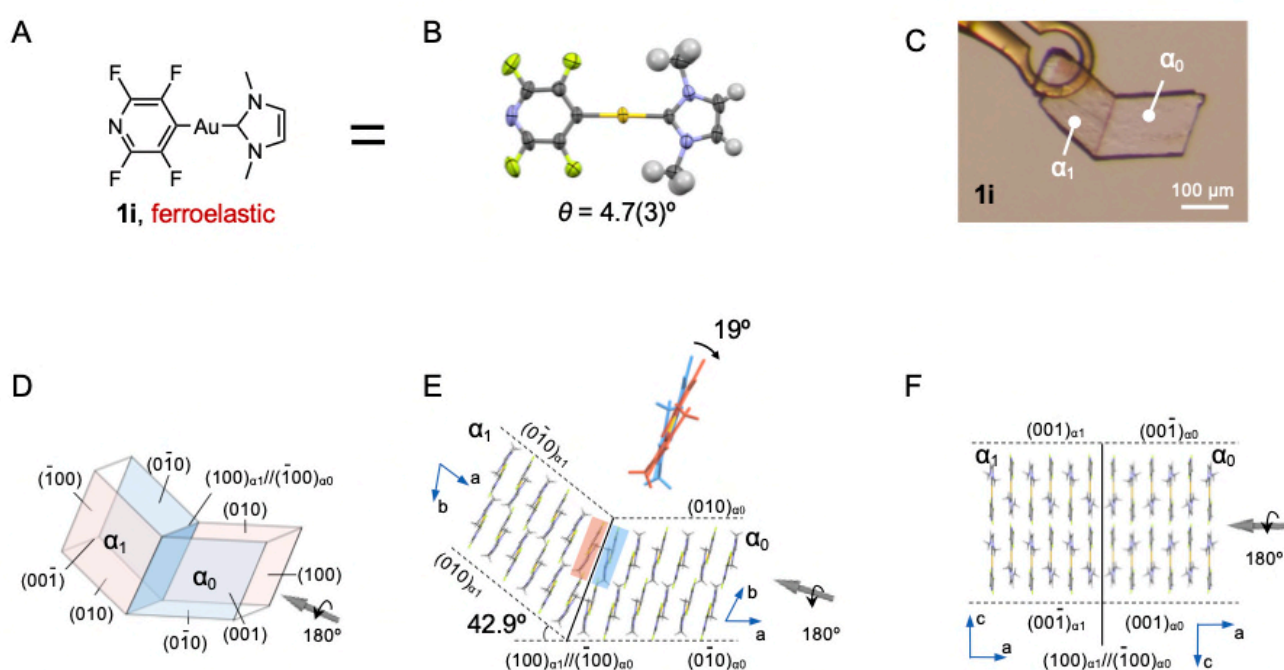 A
F
F
N
Au
N
N
F
F
1i, ferroelastic
=
B
θ = 4.7(3)º
C
α₀
α₁
1i
100 µm
D
(1̄00)
(01̄0)
(100)α1//(1̄00)α0
(010)
α₁
α₀
(100)
(001̄)
(010)
(01̄0)
(001)
180º
E
19º
α₁
(01̄0)α1
a
b
(010)α0
α₀
(010)α1
b
a
42.9º
180º
(100)α1//(1̄00)α0
(01̄0)α0
F
(001)α1
(001̄)α0
α₁
α₀
180º
(001̄)α1
(001)α0
c
a
a
c
(100)α1//(1̄00)α0